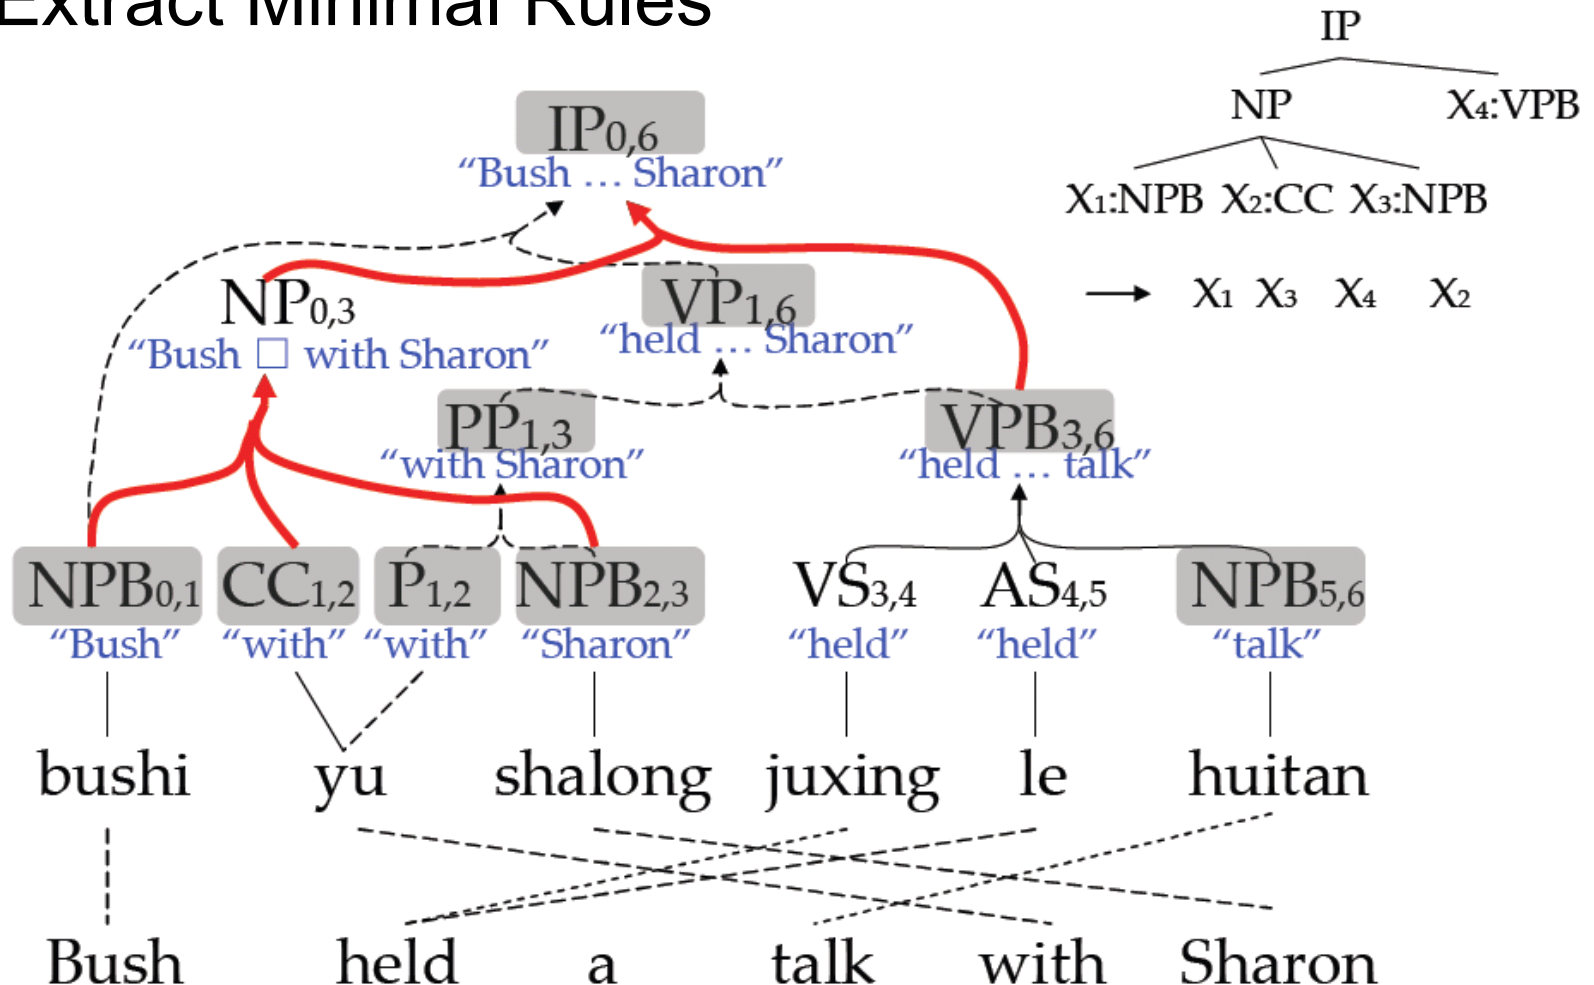 Extract Minimal Rules
IP
NP X4:VPB
X1:NPB X2:CC X3:NPB
X1 X3 X4 X2
IP0,6
“Bush … Sharon”
NP0,3 VP1,6
“Bush □ with Sharon” “held … Sharon”
PP1,3 VPB3,6
“with Sharon” “held … talk”
NPB0,1 CC1,2 P1,2 NPB2,3 VS3,4 AS4,5 NPB5,6
“Bush” “with” “with” “Sharon” “held” “held” “talk”
bushi yu shalong juxing le huitan
Bush held a talk with Sharon